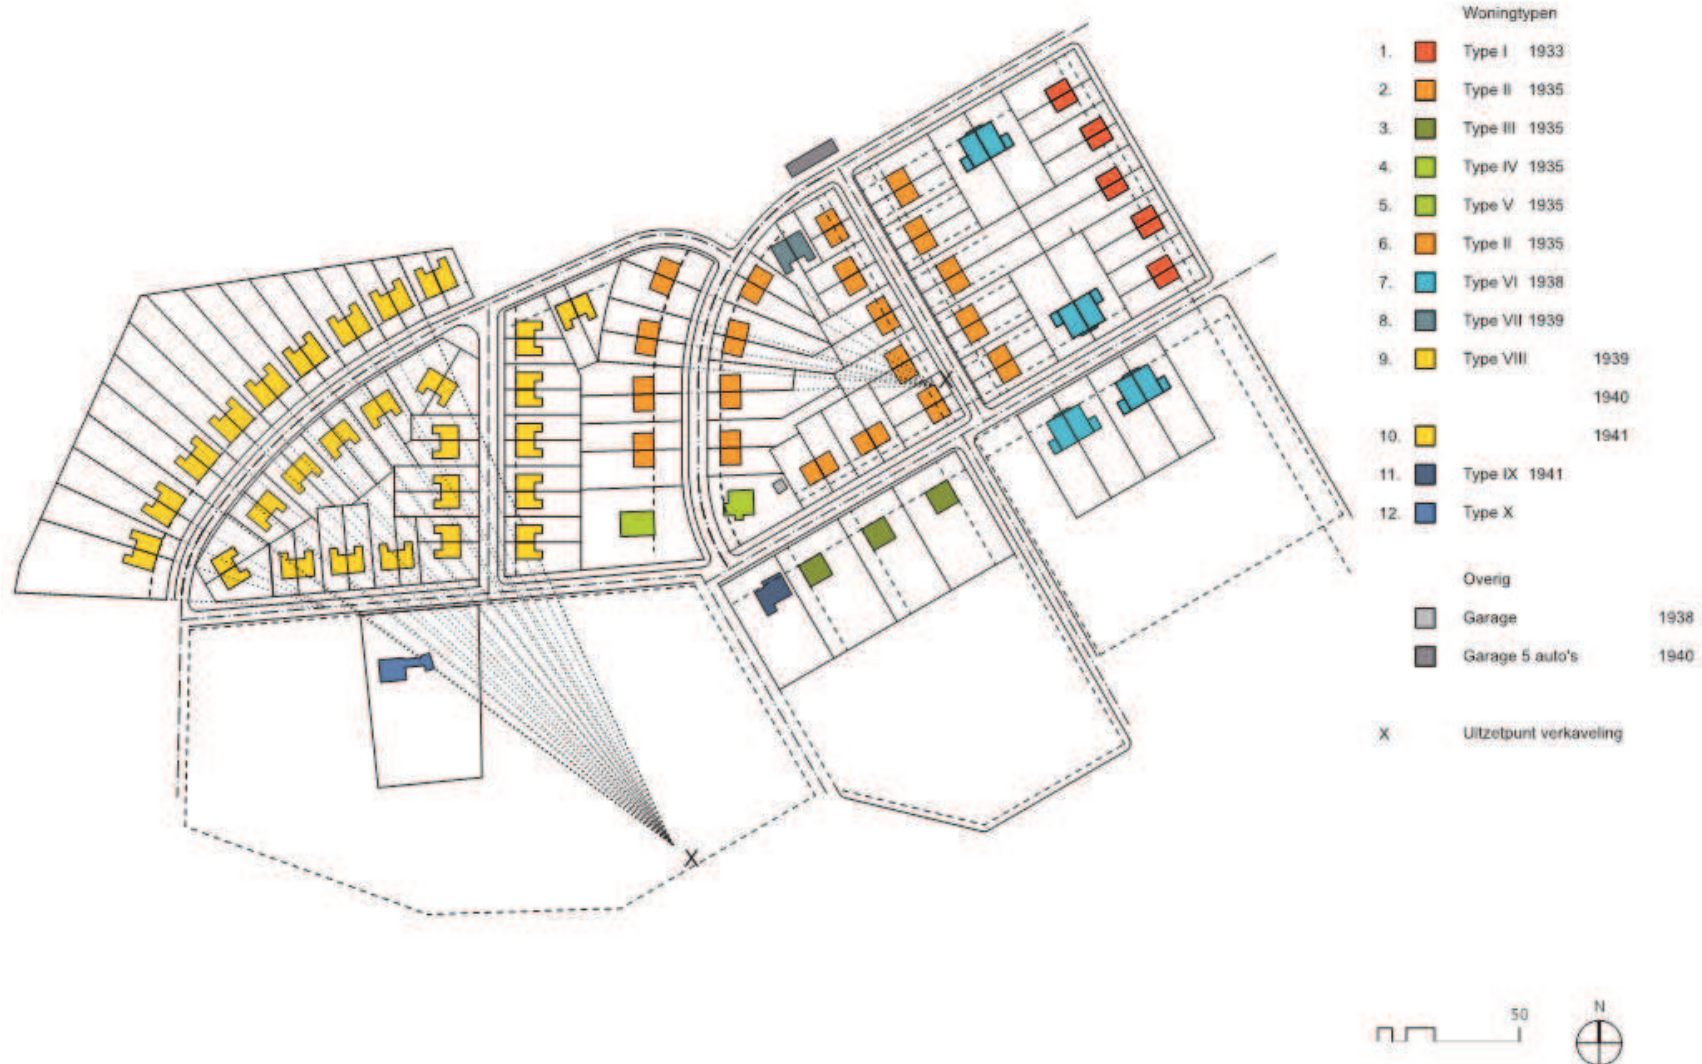 Woningtypen
1. Type I 1933
2. Type II 1935
3. Type III 1935
4. Type IV 1935
5. Type V 1935
6. Type II 1935
7. Type VI 1938
8. Type VII 1939
9. Type VIII 1939
1940
10. 1941
11. Type IX 1941
12. Type X
Overig
Garage 1938
Garage 5 auto's 1940
X Uitzetpunt verkaveling
X
X
50
N